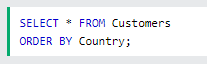 SELECT * FROM Customers
ORDER BY Country;